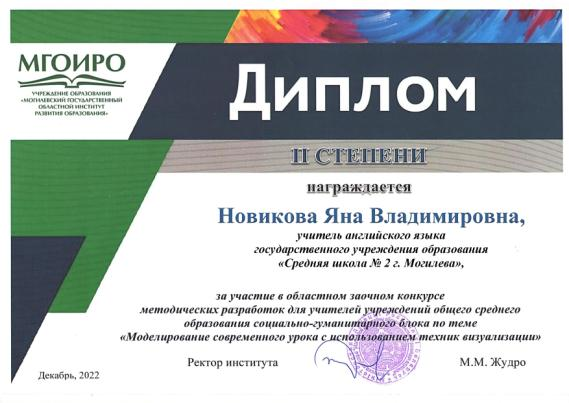 МГОИРО
УЧРЕЖДЕНИЕ ОБРАЗОВАНИЯ
«МОГИЛЕВСКИЙ ГОСУДАРСТВЕННЫЙ
ОБЛАСТНОЙ ИНСТИТУТ
РАЗВИТИЯ ОБРАЗОВАНИЯ»
ДИПЛОМ
II СТЕПЕНИ
награждается
Новикова Яна Владимировна,
учитель английского языка
государственного учреждения образования
«Средняя школа № 2 г. Могилева»,
за участие в областном заочном конкурсе
методических разработок для учителей учреждений общего среднего
образования социально-гуманитарного блока по теме
«Моделирование современного урока с использованием техник визуализации»
Ректор института М.М. Жудро
Декабрь, 2022